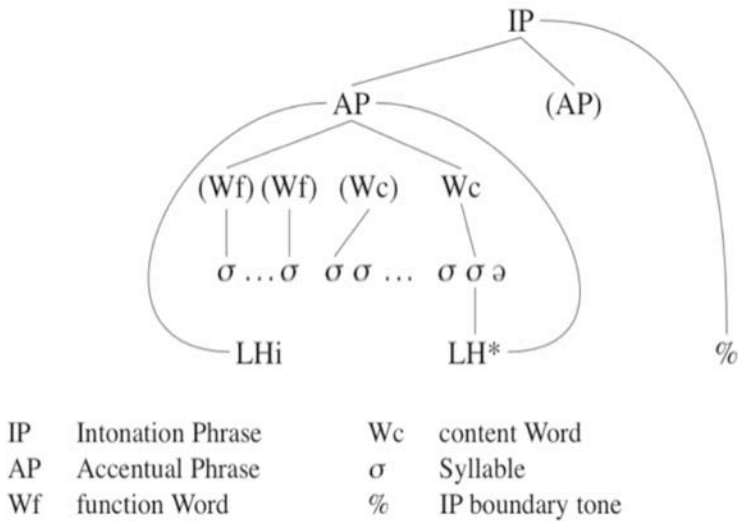 IP
AP (AP)
(Wf) (Wf) (Wc) Wc
σ ... σ σ σ ... σ σ ə
LHi LH* %
IP Intonation Phrase Wc content Word
AP Accentual Phrase σ Syllable
Wf function Word % IP boundary tone